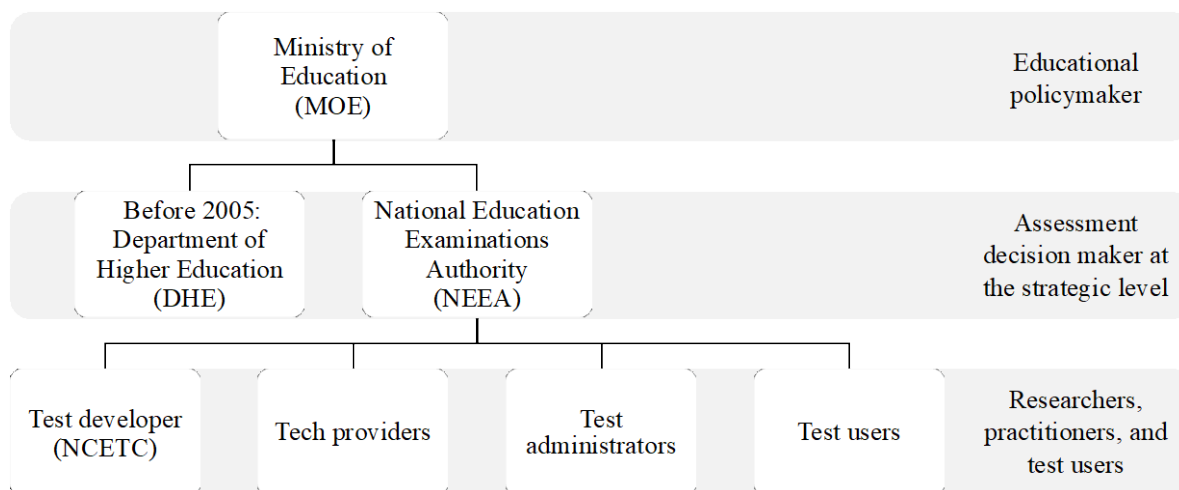 Ministry of
Education
(MOE)
Educational
policymaker
Before 2005:
Department of
Higher Education
(DHE)
National Education
Examinations
Authority
(NEEA)
Assessment
decision maker at
the strategic level
Test developer
(NCETC)
Tech providers
Test
administrators
Test users
Researchers,
practitioners, and
test users